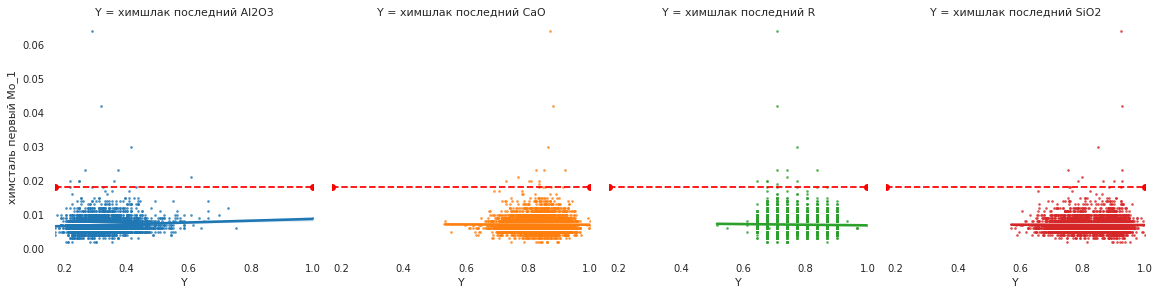 Y = химшлак последний Al2O3
Y = химшлак последний CaO
Y = химшлак последний R
Y = химшлак последний SiO2
химсталь первый Mo_1
0.06
0.05
0.04
0.03
0.02
0.01
0.00
0.2 0.4 0.6 0.8 1.0
0.2 0.4 0.6 0.8 1.0
0.2 0.4 0.6 0.8 1.0
0.2 0.4 0.6 0.8 1.0
Y
Y
Y
Y